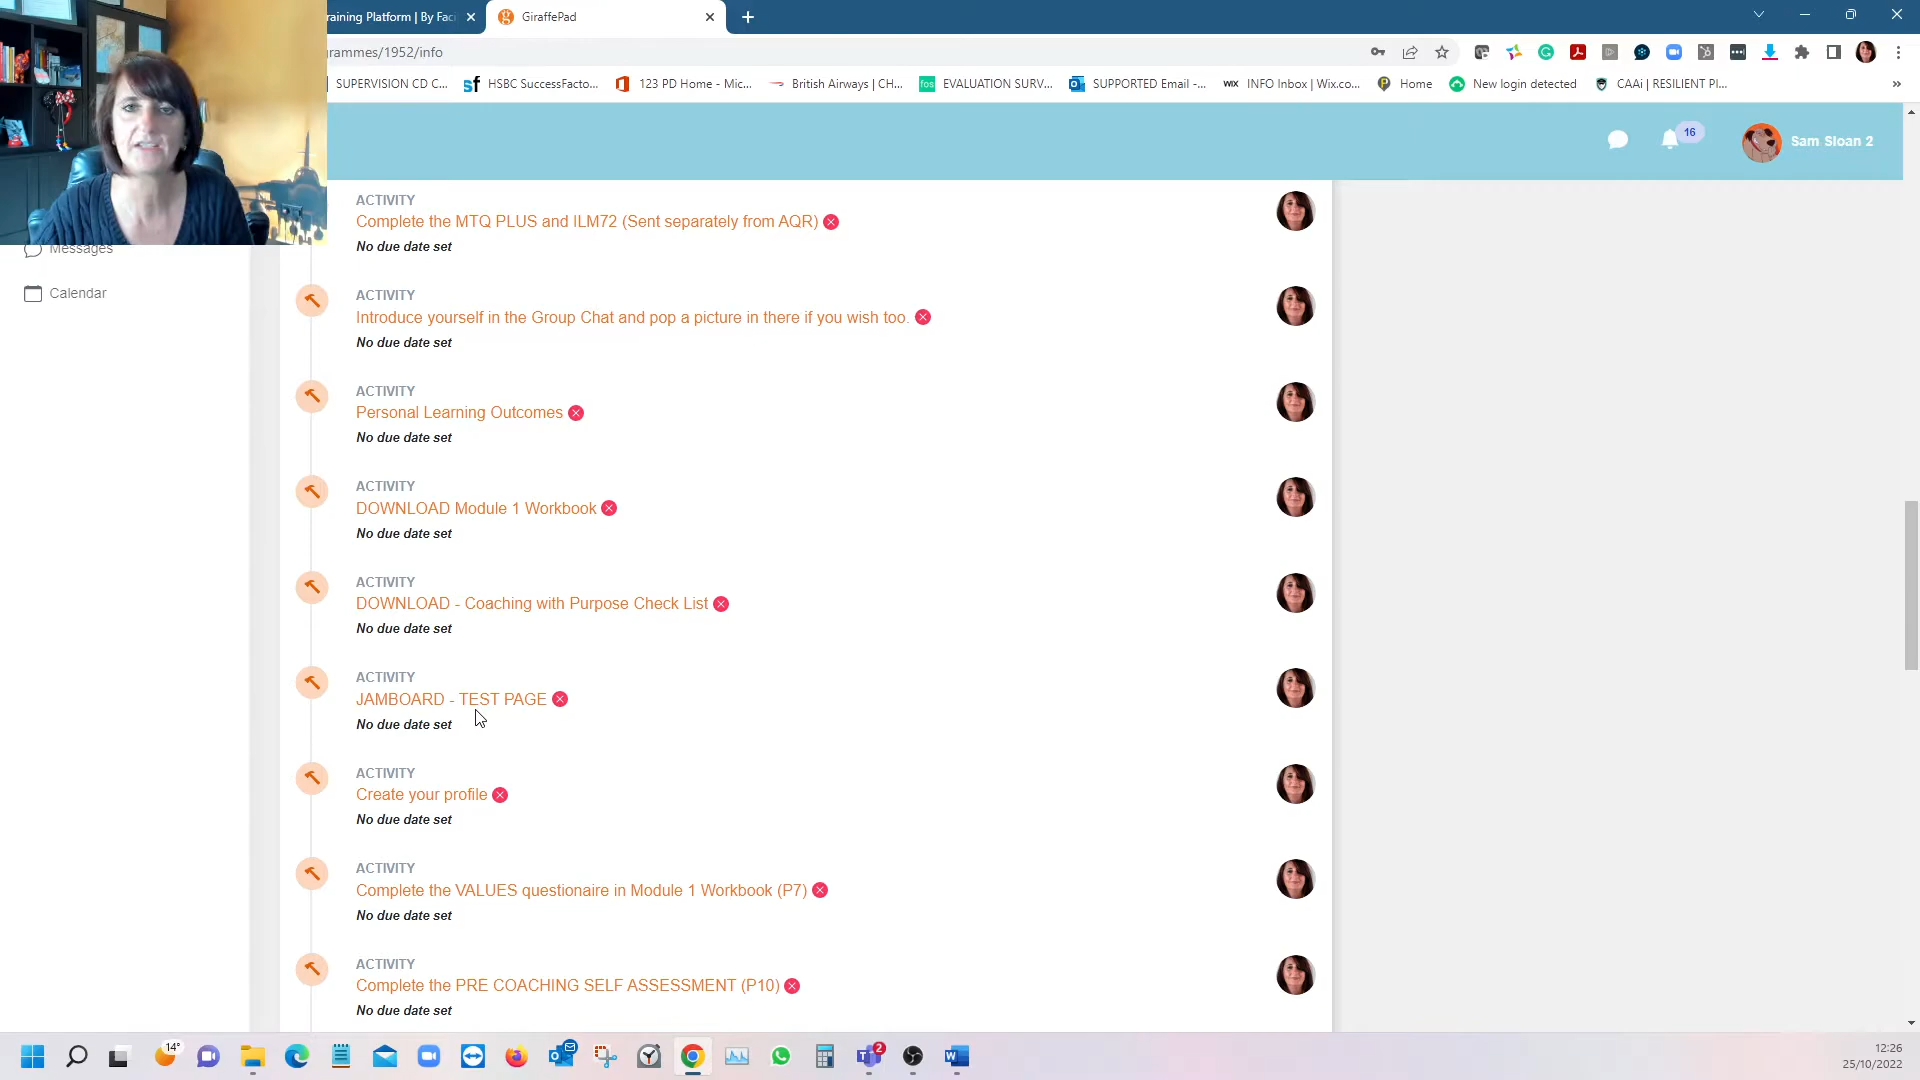 raining Platform | By Faci
GiraffePad
rammes/1952/info
SUPERVISION CD C...
HSBC SuccessFacto...
123 PD Home - Mic...
British Airways | CH...
fos
EVALUATION SURV...
SUPPORTED Email -...
WIX
INFO Inbox | Wix.co...
Home
New login detected
CAAi | RESILIENT Pl...
16
Sam Sloan 2
Messages
Calendar
ACTIVITY
Complete the MTQ PLUS and ILM72 (Sent separately from AQR)
No due date set
ACTIVITY
Introduce yourself in the Group Chat and pop a picture in there if you wish too.
No due date set
ACTIVITY
Personal Learning Outcomes
No due date set
ACTIVITY
DOWNLOAD Module 1 Workbook
No due date set
ACTIVITY
DOWNLOAD - Coaching with Purpose Check List
No due date set
ACTIVITY
JAMBOARD - TEST PAGE
No due date set
ACTIVITY
Create your profile
No due date set
ACTIVITY
Complete the VALUES questionaire in Module 1 Workbook (P7)
No due date set
ACTIVITY
Complete the PRE COACHING SELF ASSESSMENT (P10)
No due date set
14°
2
12:26
25/10/2022